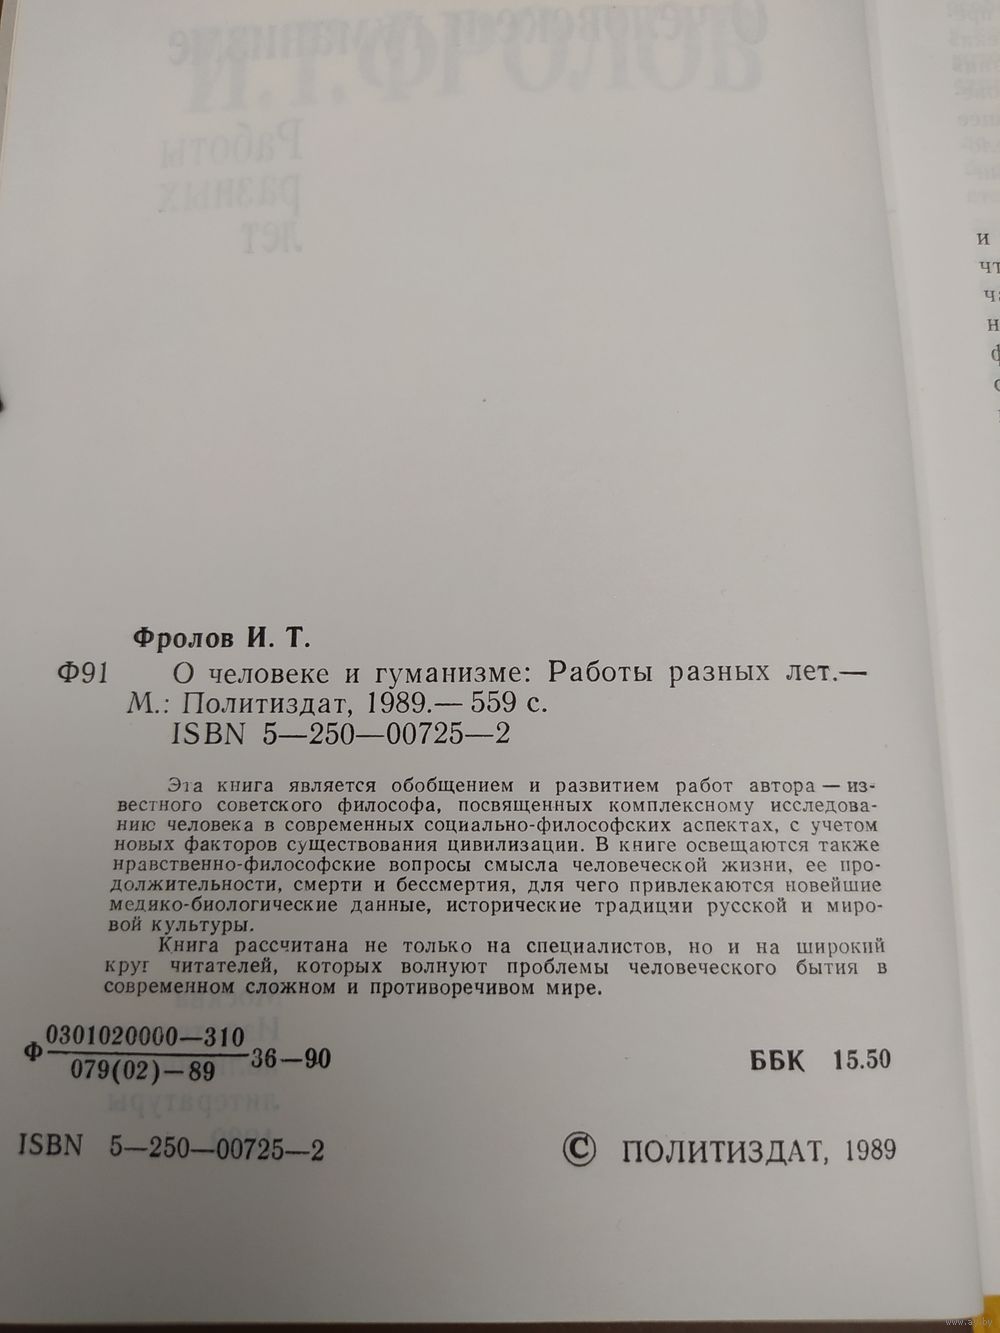 Фролов И. Т.
Ф91 О человеке и гуманизме: Работы разных лет.—
М.: Политиздат, 1989.— 559 с.
ISBN 5—250—00725—2
Эта книга является обобщением и развитием работ автора — из-
вестного советского философа, посвященных комплексному исследова-
нию человека в современных социально-философских аспектах, с учетом
новых факторов существования цивилизации. В книге освещаются также
нравственно-философские вопросы смысла человеческой жизни, ее про-
должительности, смерти и бессмертия, для чего привлекаются новейшие
медико-биологические данные, исторические традиции русской и миро-
вой культуры.
Книга рассчитана не только на специалистов, но и на широкий
круг читателей, которых волнуют проблемы человеческого бытия в
современном сложном и противоречивом мире.
Ф 0301020000—310
079(02)—89
36—90
ББК 15.50
ISBN 5—250—00725—2
© ПОЛИТИЗДАТ, 1989
и
www.ay.by